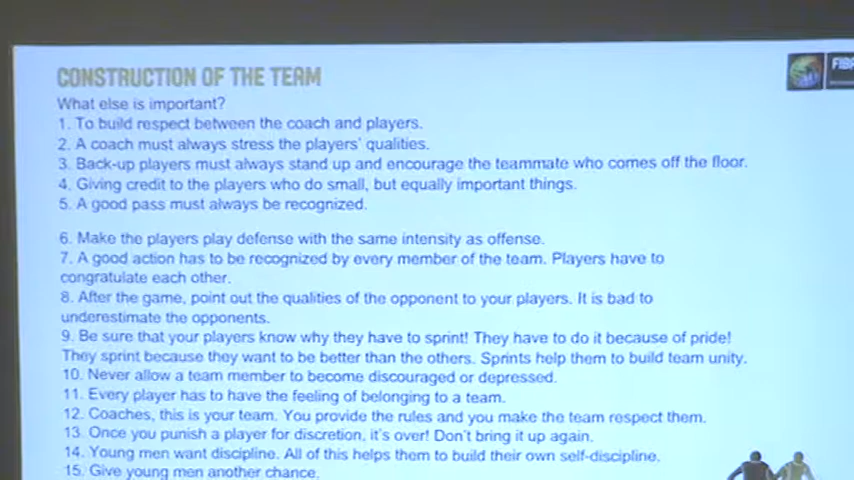 CONSTRUCTION OF THE TEAM
FIBA
What else is important?
1. To build respect between the coach and players.
2. A coach must always stress the players' qualities.
3. Back-up players must always stand up and encourage the teammate who comes off the floor.
4. Giving credit to the players who do small, but equally important things.
5. A good pass must always be recognized.
6. Make the players play defense with the same intensity as offense.
7. A good action has to be recognized by every member of the team. Players have to
congratulate each other.
8. After the game, point out the qualities of the opponent to your players. It is bad to
underestimate the opponents.
9. Be sure that your players know why they have to sprint! They have to do it because of pride!
They sprint because they want to be better than the others. Sprints help them to build team unity.
10. Never allow a team member to become discouraged or depressed.
11. Every player has to have the feeling of belonging to a team.
12. Coaches, this is your team. You provide the rules and you make the team respect them.
13. Once you punish a player for discretion, it's over! Don't bring it up again.
14. Young men want discipline. All of this helps them to build their own self-discipline.
15. Give young men another chance.